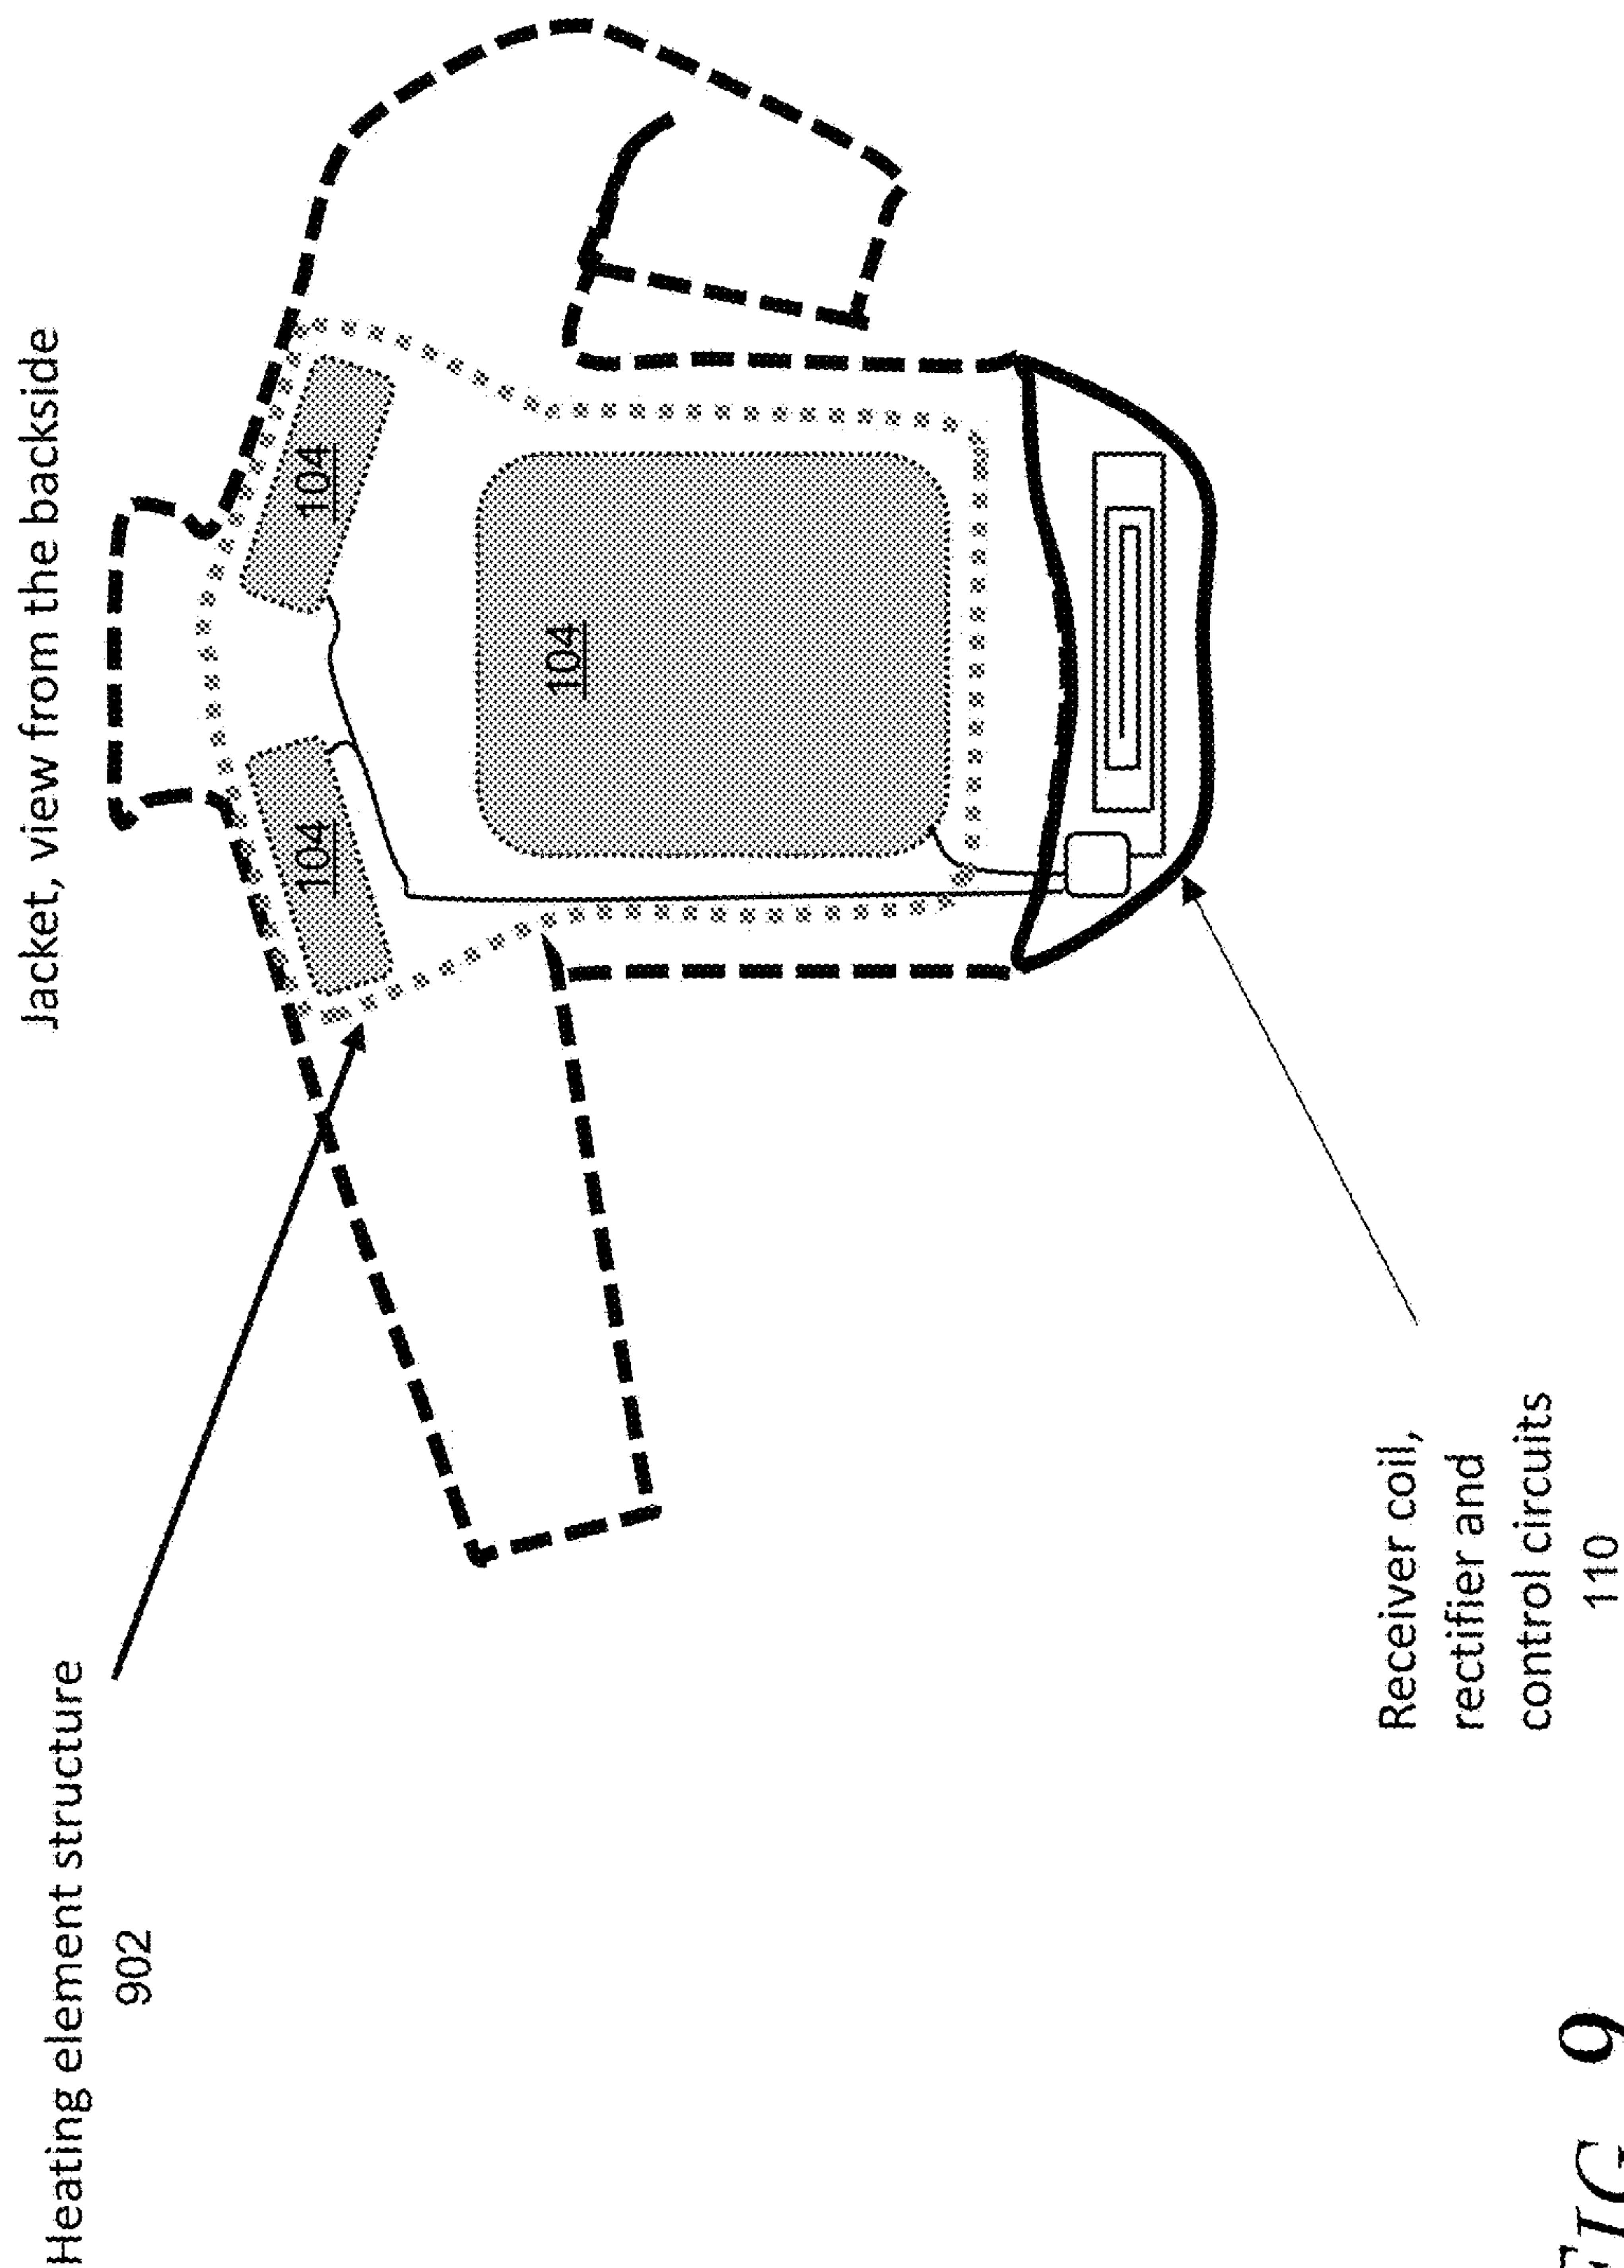 Jacket, view from the backside
Heating element structure
902
104
104
104
Receiver coil,
rectifier and
control circuits
110
FIG 9